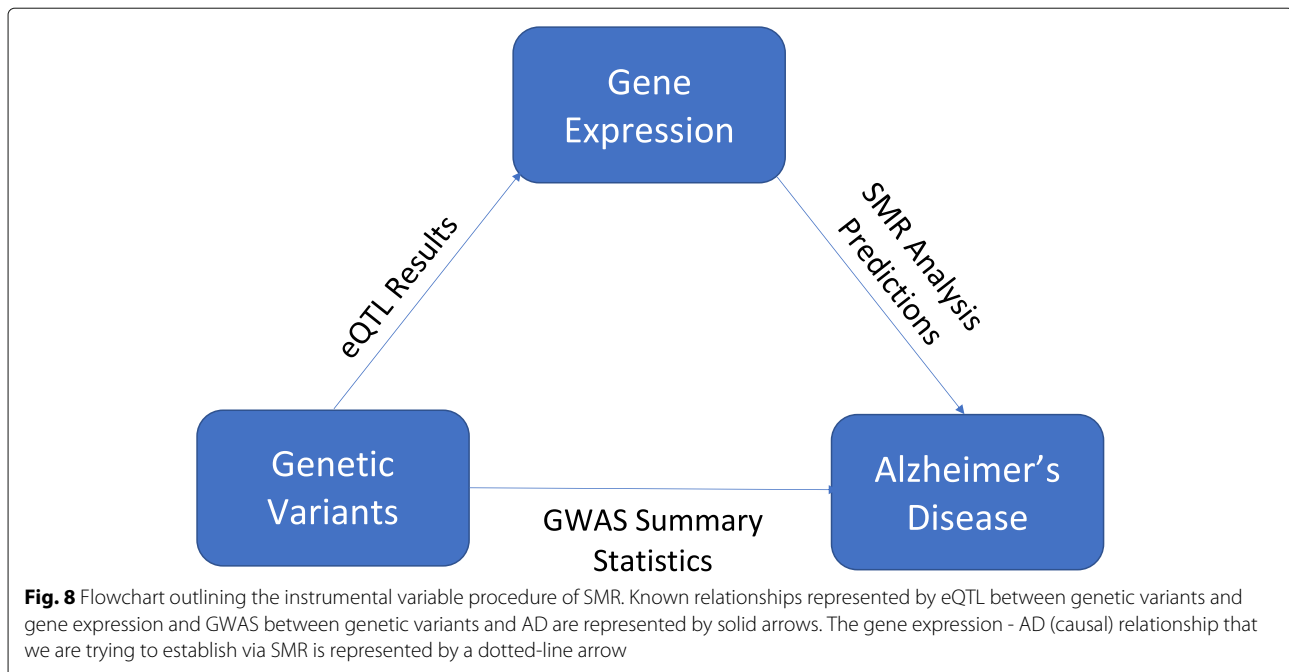 Gene
Expression
eQTL Results
SMR Analysis
Predictions
Genetic
Variants
GWAS Summary
Statistics
Alzheimer’s
Disease
Fig. 8 Flowchart outlining the instrumental variable procedure of SMR. Known relationships represented by eQTL between genetic variants and
gene expression and GWAS between genetic variants and AD are represented by solid arrows. The gene expression - AD (causal) relationship that
we are trying to establish via SMR is represented by a dotted-line arrow